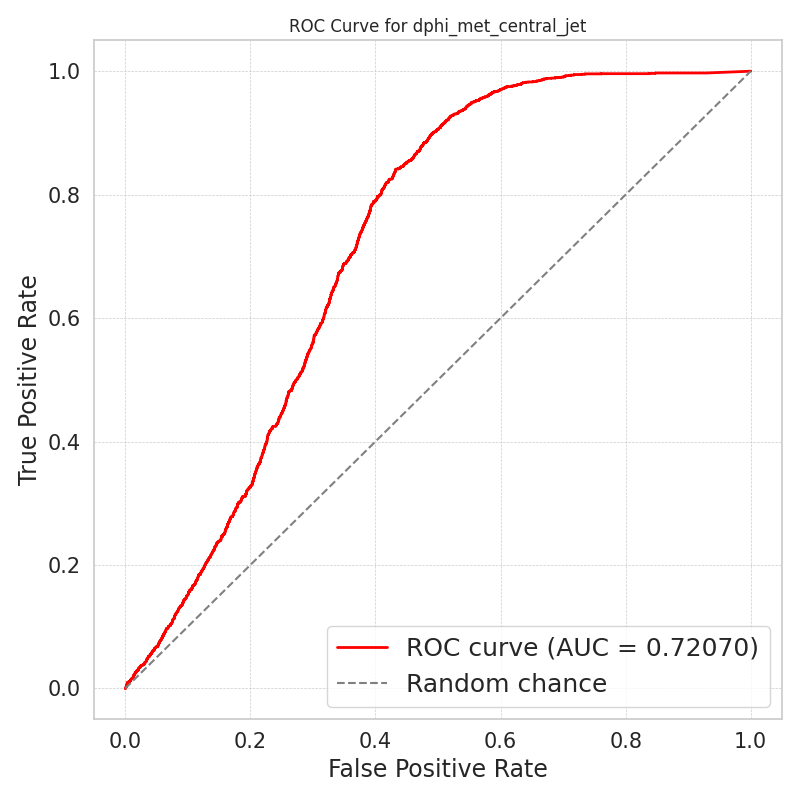 ROC Curve for dphi_met_central_jet
True Positive Rate
1.0
0.8
0.6
0.4
0.2
0.0
ROC curve (AUC = 0.72070)
Random chance
0.0 0.2 0.4 0.6 0.8 1.0
False Positive Rate